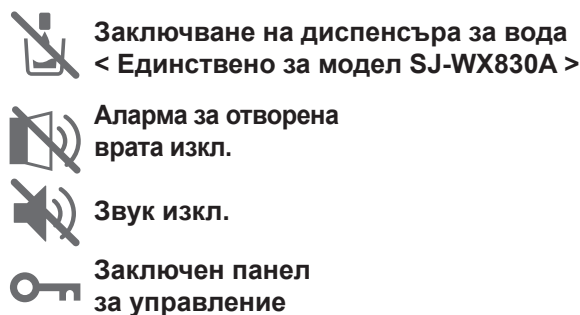 Заключване на диспенсъра за вода
< Единствено за модел SJ-WX830A >
Аларма за отворена
врата изкл.
Звук изкл.
Заключен панел
за управление